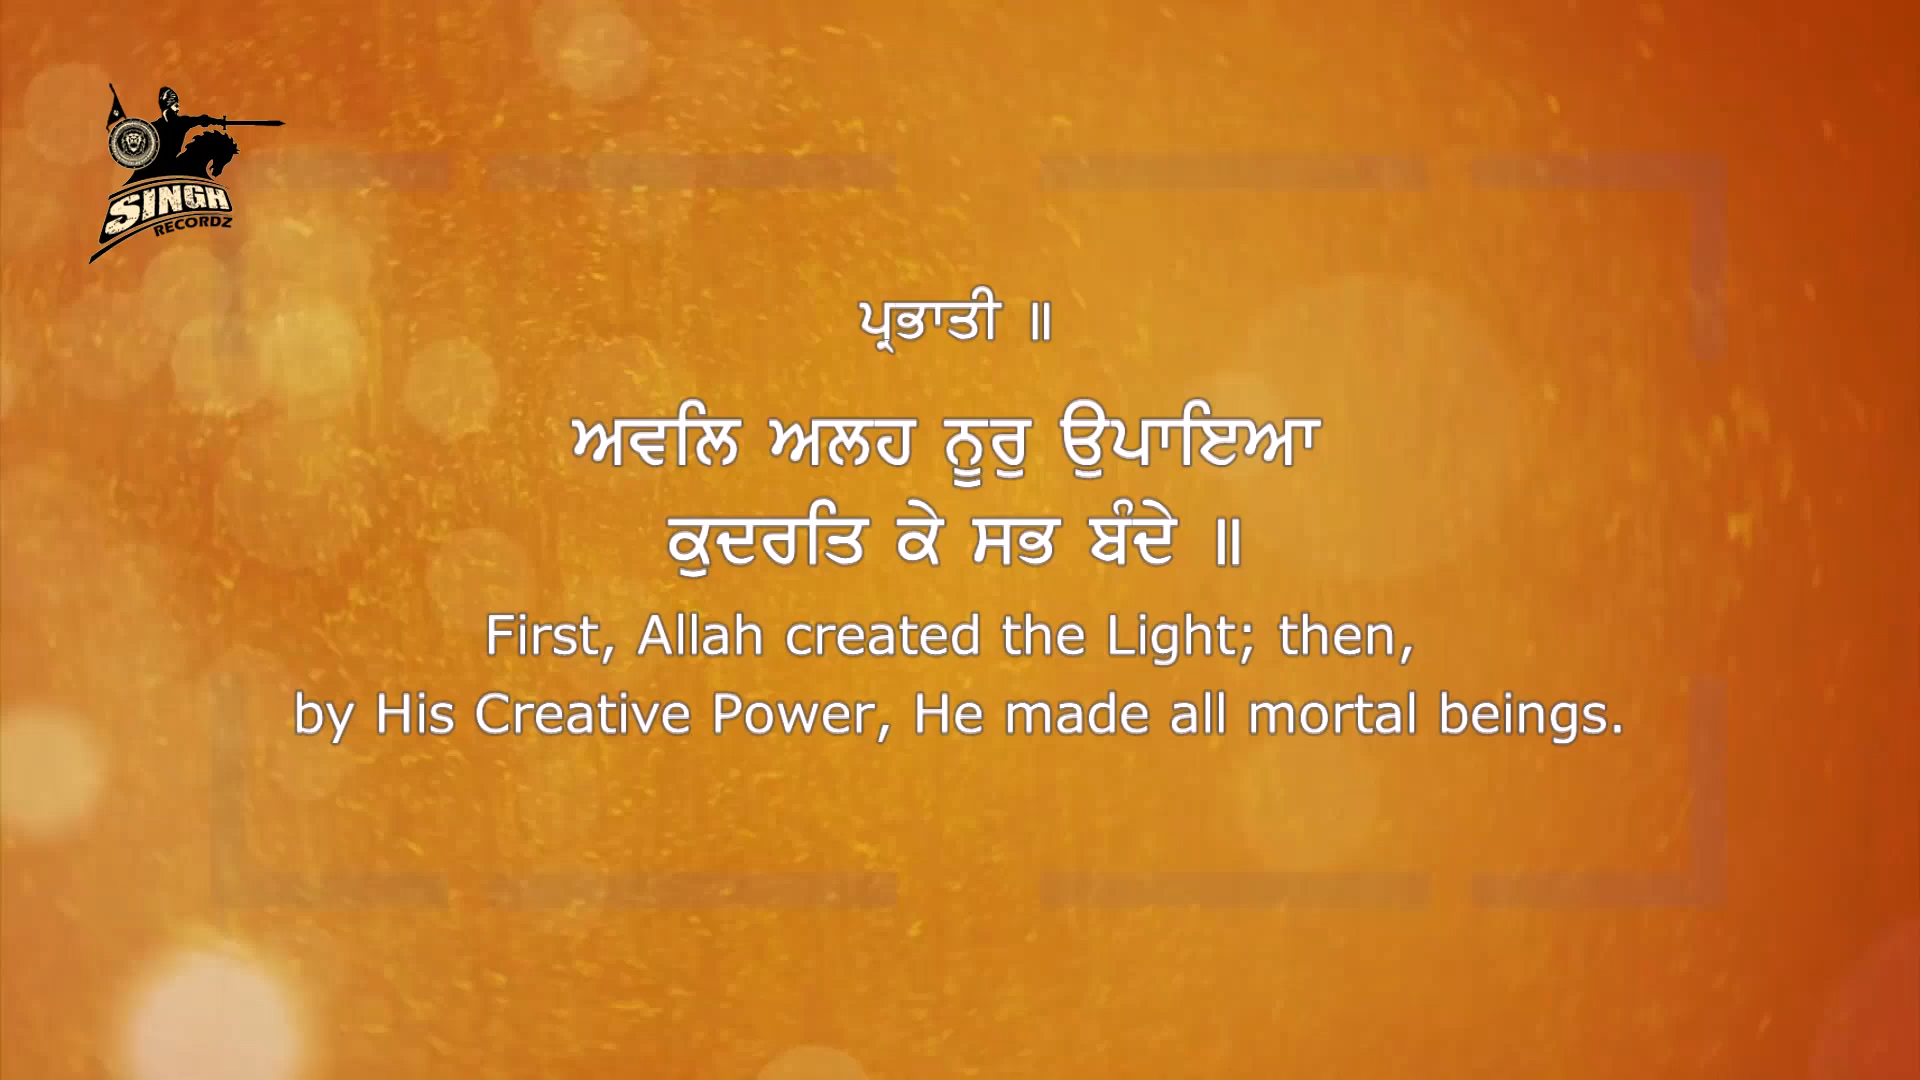 SINGH
RECORDZ
ਪ੍ਰਭਾਤੀ ॥
ਅਵਲਿ ਅਲਹ ਨੂਰੁ ਉਪਾਇਆ
ਕੁਦਰਤਿ ਕੇ ਸਭ ਬੰਦੇ ॥
First, Allah created the Light; then,
by His Creative Power, He made all mortal beings.